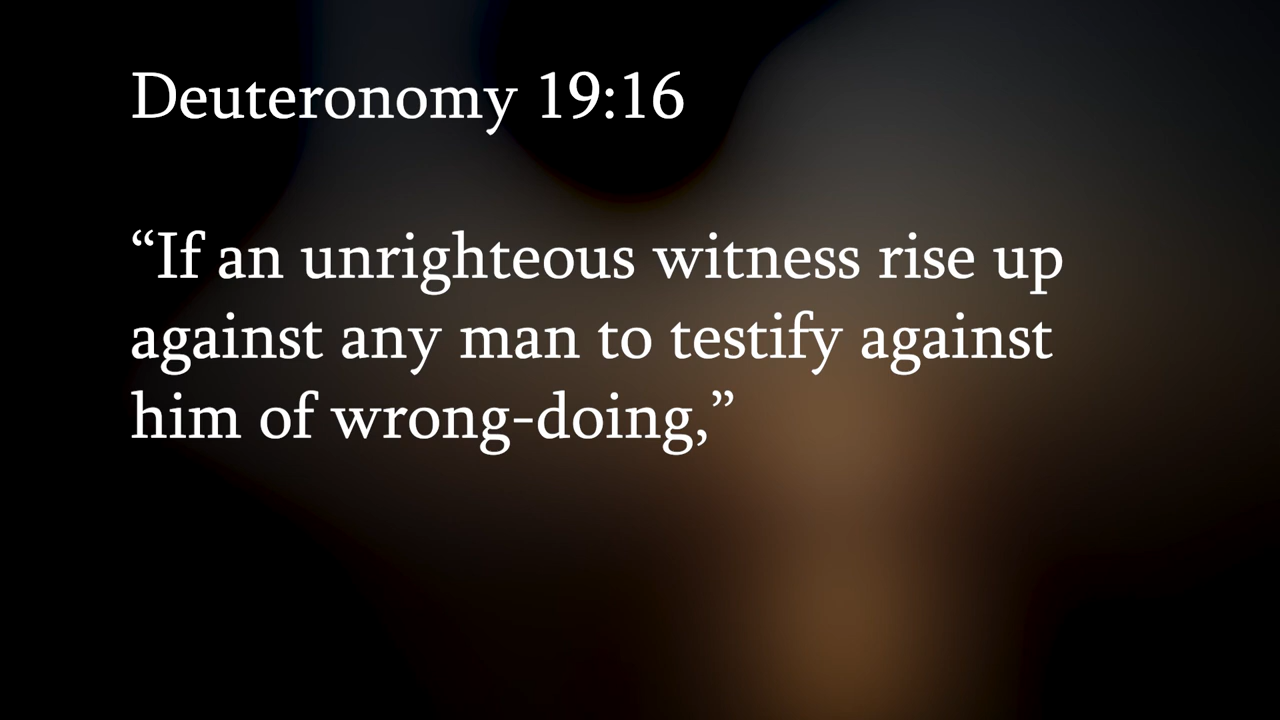 Deuteronomy 19:16
“If an unrighteous witness rise up
against any man to testify against
him of wrong-doing,”